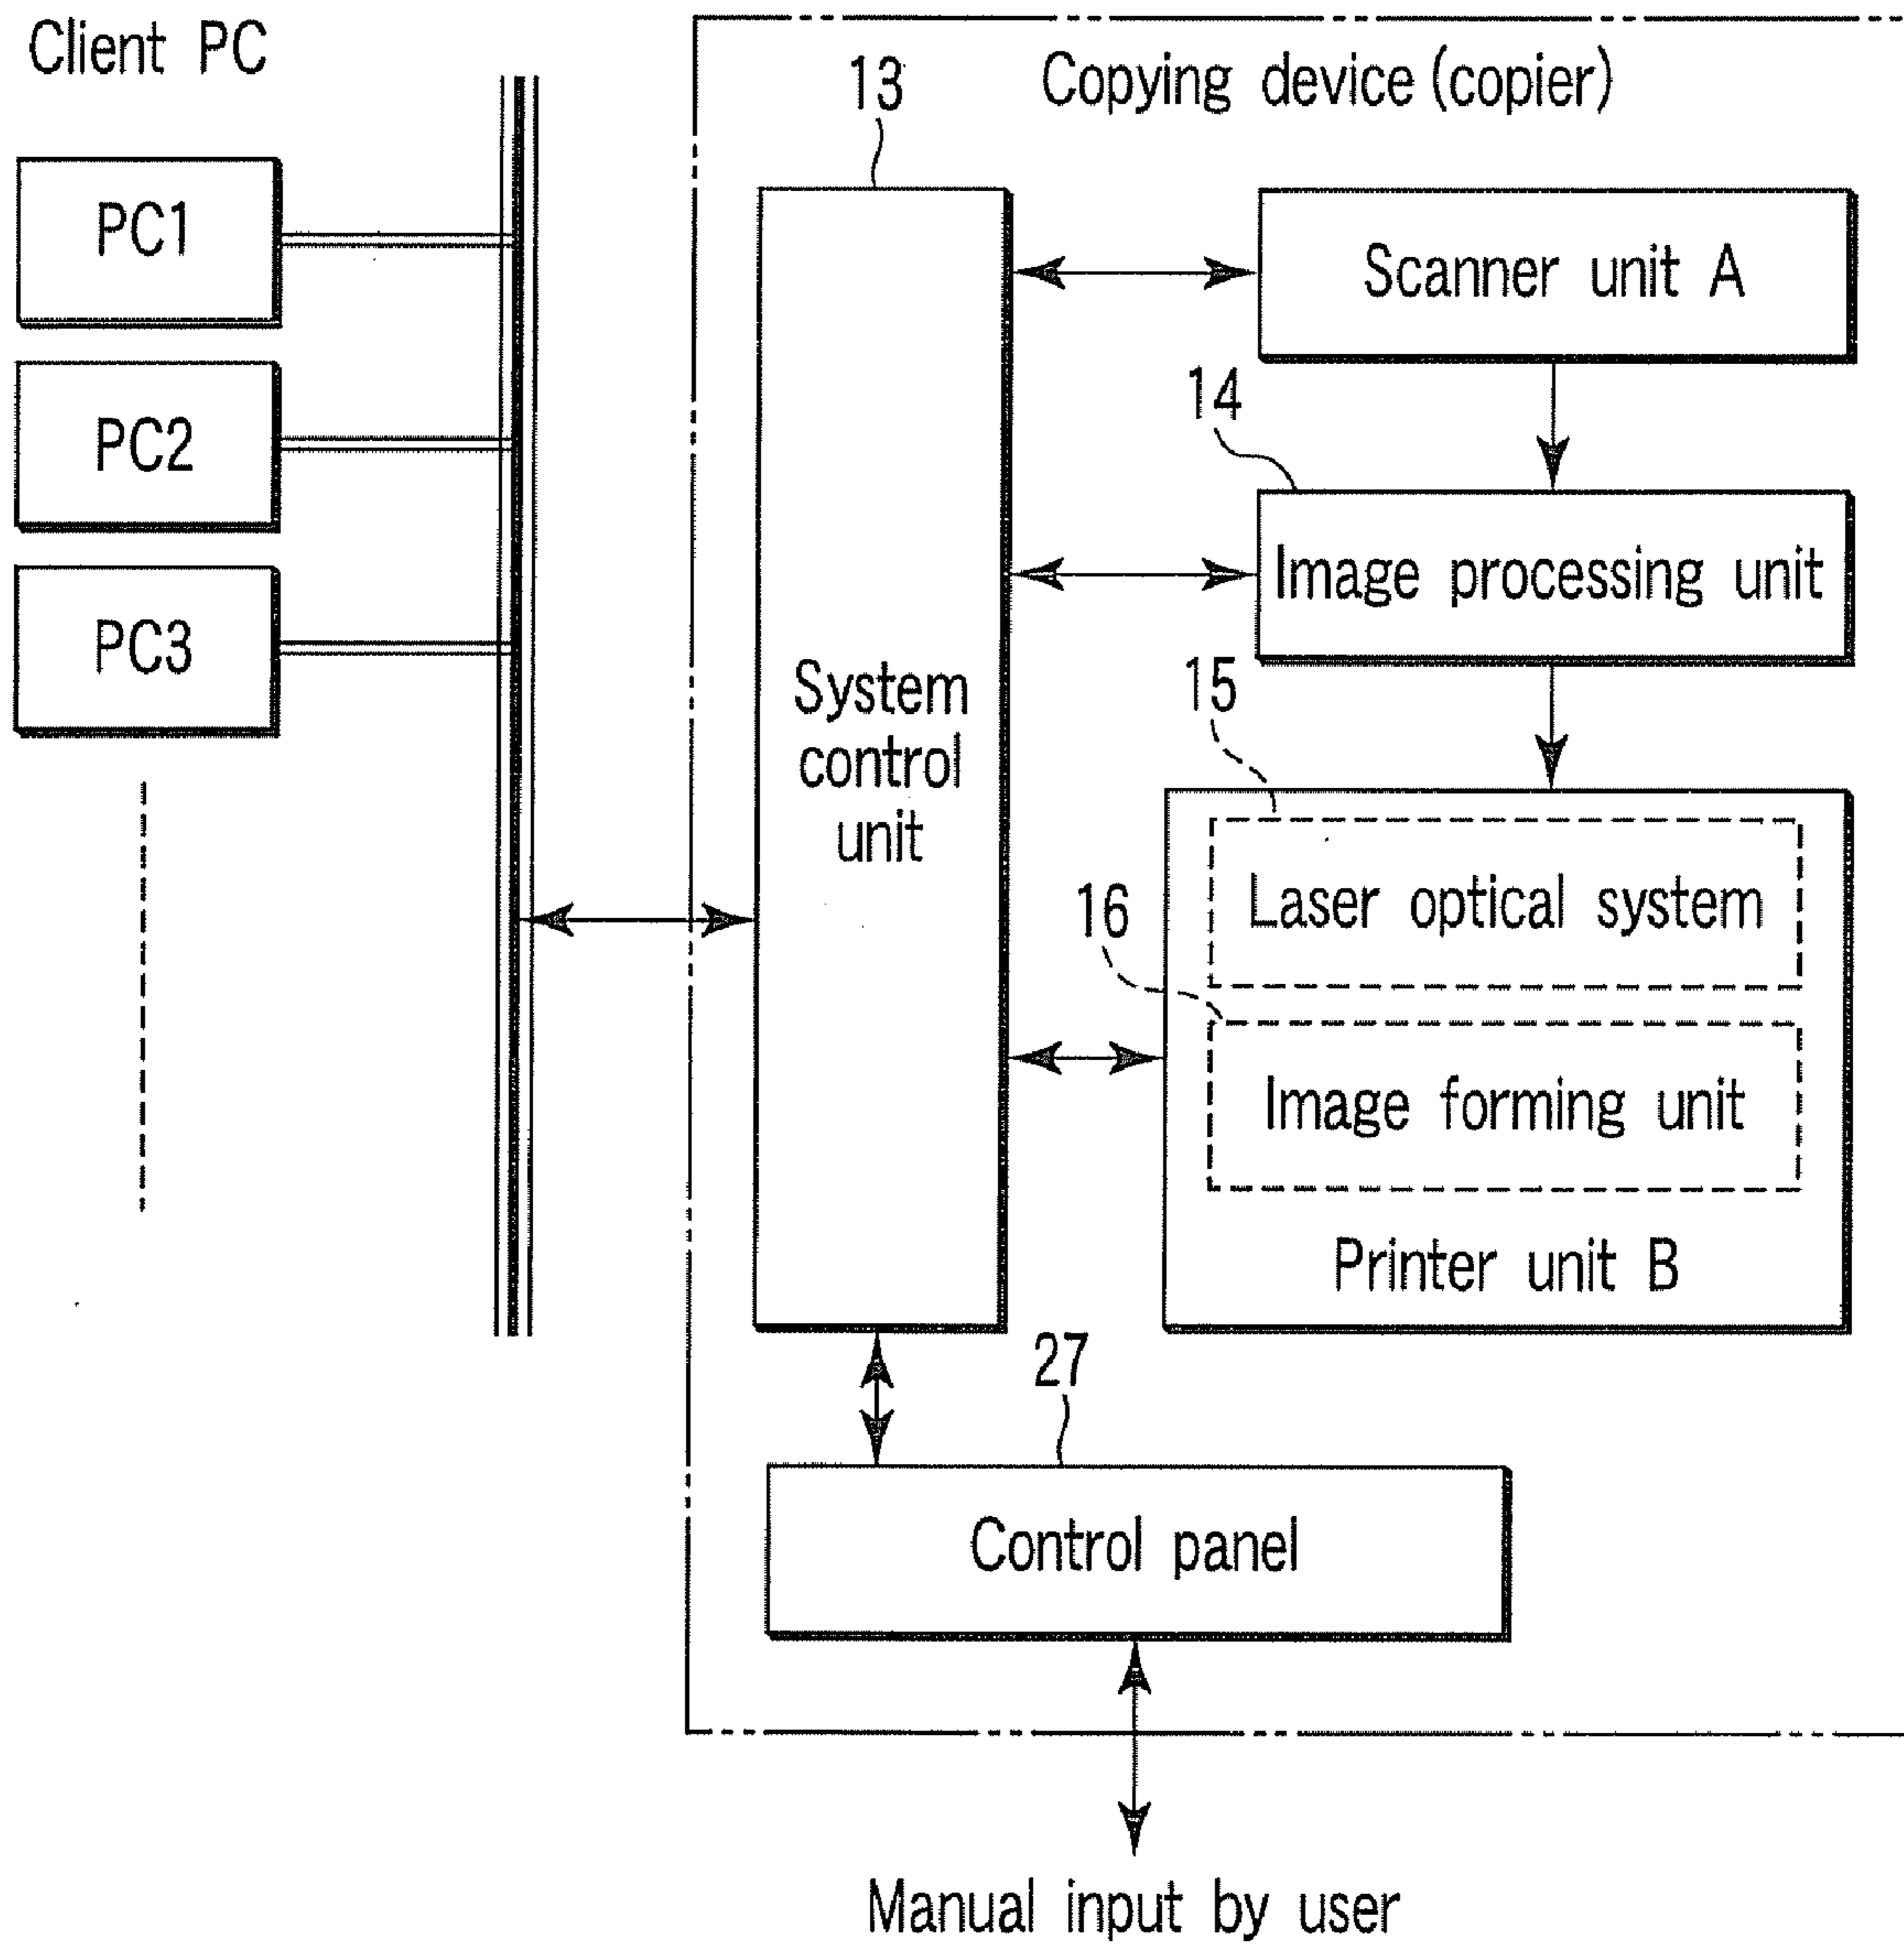 Client PC
PC1
PC2
PC3
Copying device (copier)
13
System
control
unit
Scanner unit A
14
Image processing unit
15
Laser optical system
16
Image forming unit
Printer unit B
27
Control panel
Manual input by user